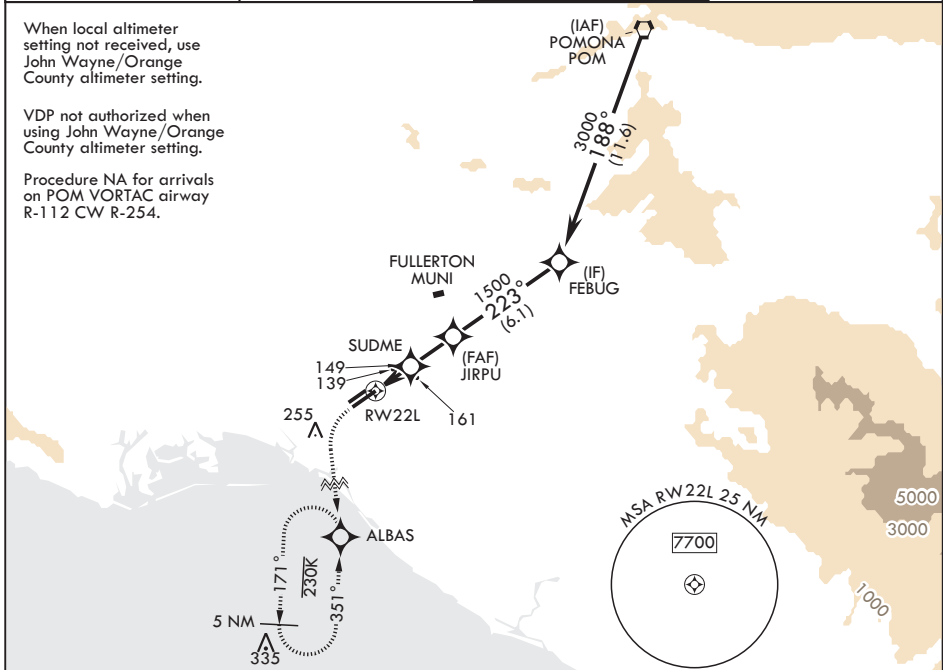 When local altimeter
setting not received, use
John Wayne/Orange
County altimeter setting.
VDP not authorized when
using John Wayne/Orange
County altimeter setting.
Procedure NA for arrivals
on POM VORTAC airway
R-112 CW R-254.
(IAF)
POMONA
POM
3000
188°
(11.6)
FULLERTON
MUNI
(IF)
FEBUG
1500
223°
(6.1)
SUDME
(FAF)
JIRPU
149
139
161
RW22L
255
ALBAS
171°
230K
351°
5 NM
335
MSA RW22L 25 NM
7700
5000
3000
1000